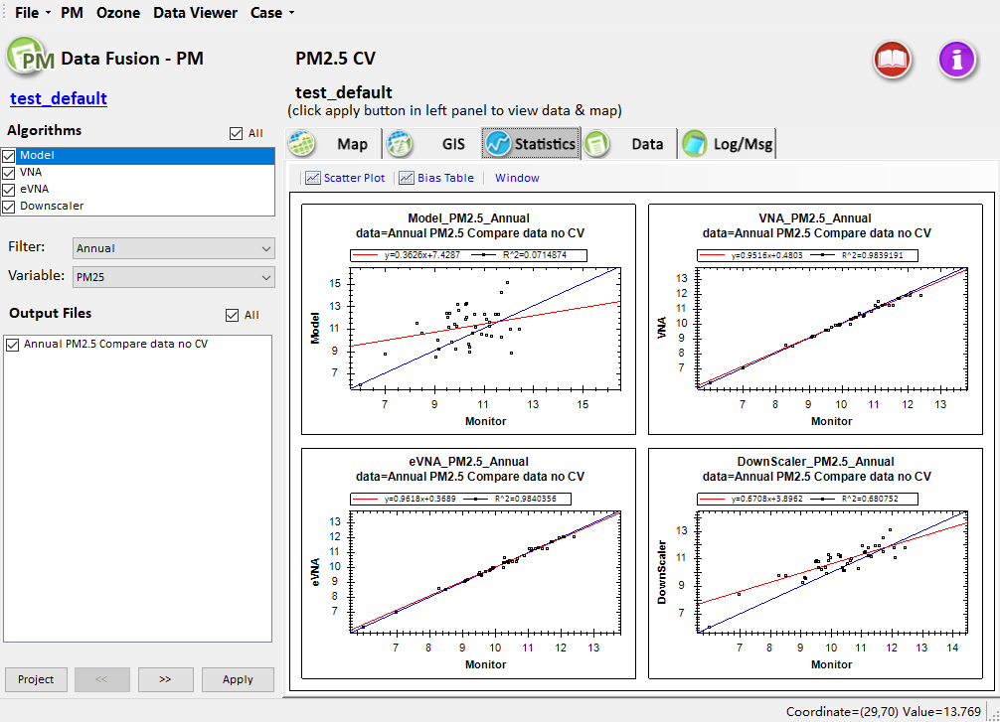 File PM Ozone Data Viewer Case
PM Data Fusion - PM
PM2.5 CV
i
test_default
test_default
(click apply button in left panel to view data & map)
Algorithms
All
Map GIS Statistics Data Log/Msg
Model
VNA
eVNA
Downscaler
Scatter Plot Bias Table Window
Filter: Annual
Variable: PM25
Output Files
All
Annual PM2.5 Compare data no CV
Model_PM2.5_Annual
data=Annual PM2.5 Compare data no CV
y=0.3626x+7.4287 R^2=0.0714874
15
13
11
9
7
Model
7 9 11 13 15
Monitor
VNA_PM2.5_Annual
data=Annual PM2.5 Compare data no CV
y=0.9516x+0.4803 R^2=0.9839191
13
12
11
10
9
8
7
VNA
7 8 9 10 11 12 13
Monitor
eVNA_PM2.5_Annual
data=Annual PM2.5 Compare data no CV
y=0.9618x+0.3689 R^2=0.9840356
13
12
11
10
9
8
7
eVNA
7 8 9 10 11 12 13
Monitor
DownScaler_PM2.5_Annual
data=Annual PM2.5 Compare data no CV
y=0.6708x+3.8962 R^2=0.680752
13
11
9
7
DownScaler
7 8 9 10 11 12 13 14
Monitor
Project << >> Apply
Coordinate=(29,70) Value=13.769